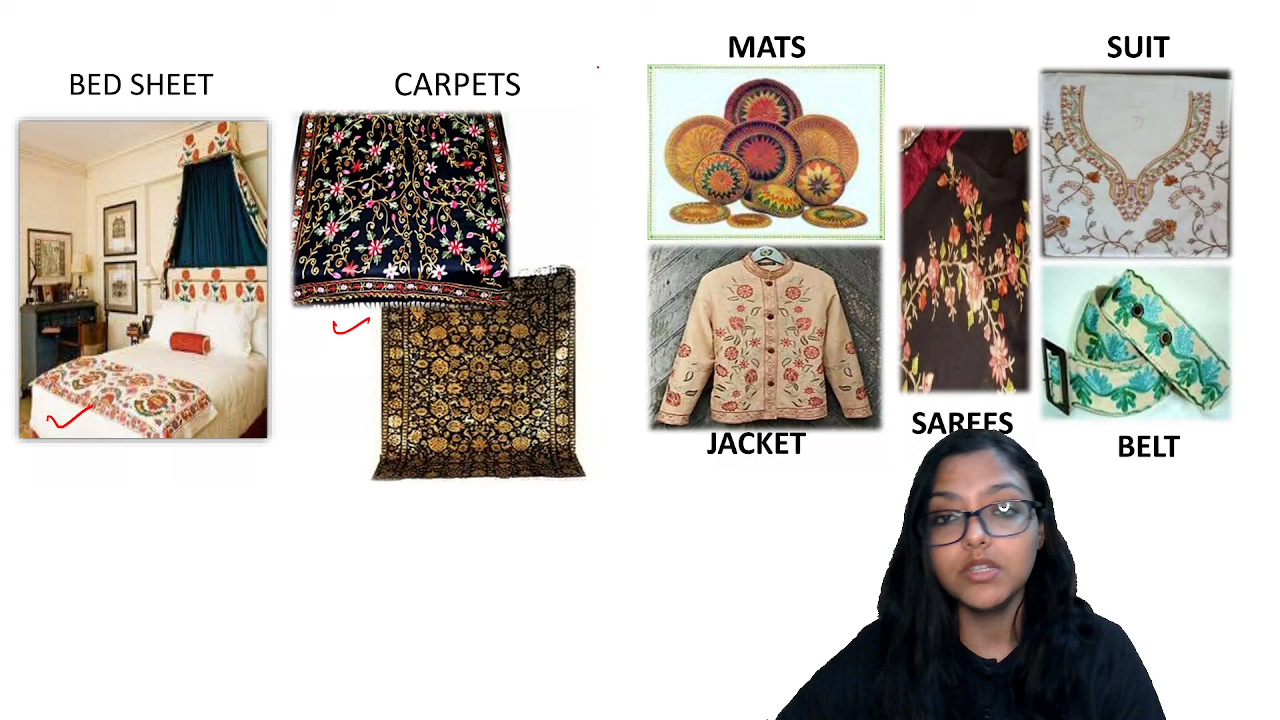 BED SHEET
CARPETS
MATS
SUIT
JACKET
SAREES
BELT